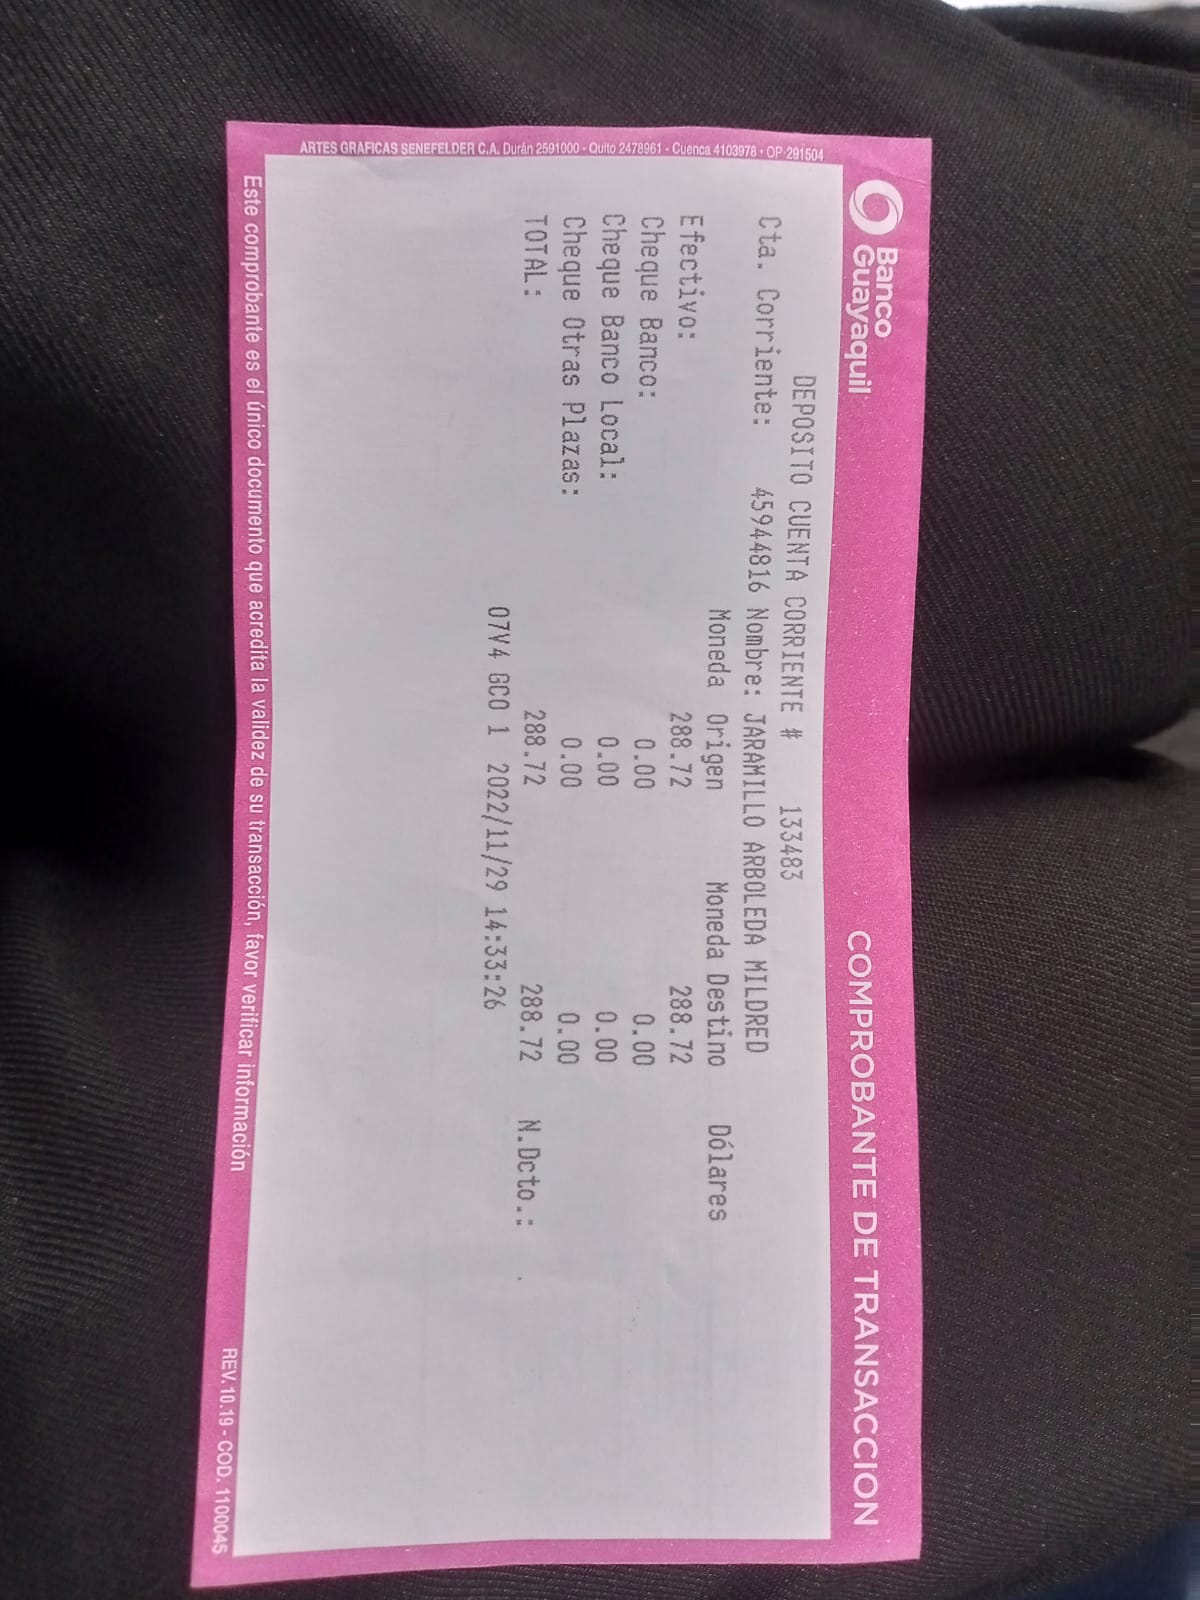 Banco
Guayaquil
COMPROBANTE DE TRANSACCION
DEPOSITO CUENTA CORRIENTE # 133483
Cta. Corriente: 45944816 Nombre: JARAMILLO ARBOLEDA MILDRED
Moneda Origen Moneda Destino Dólares
Efectivo: 288.72 288.72
Cheque Banco: 0.00 0.00
Cheque Banco Local: 0.00 0.00
Cheque Otras Plazas: 0.00 0.00
TOTAL: 288.72 288.72 N.Dcto.:
07V4 GCO 1 2022/11/29 14:33:26
ARTES GRAFICAS SENEFELDER C.A. Durán 2591000 - Quito 2478961 - Cuenca 4103978 • OP-291504
Este comprobante es el único documento que acredita la validez de su transacción, favor verificar información
REV.10.19 - COD. 1100045